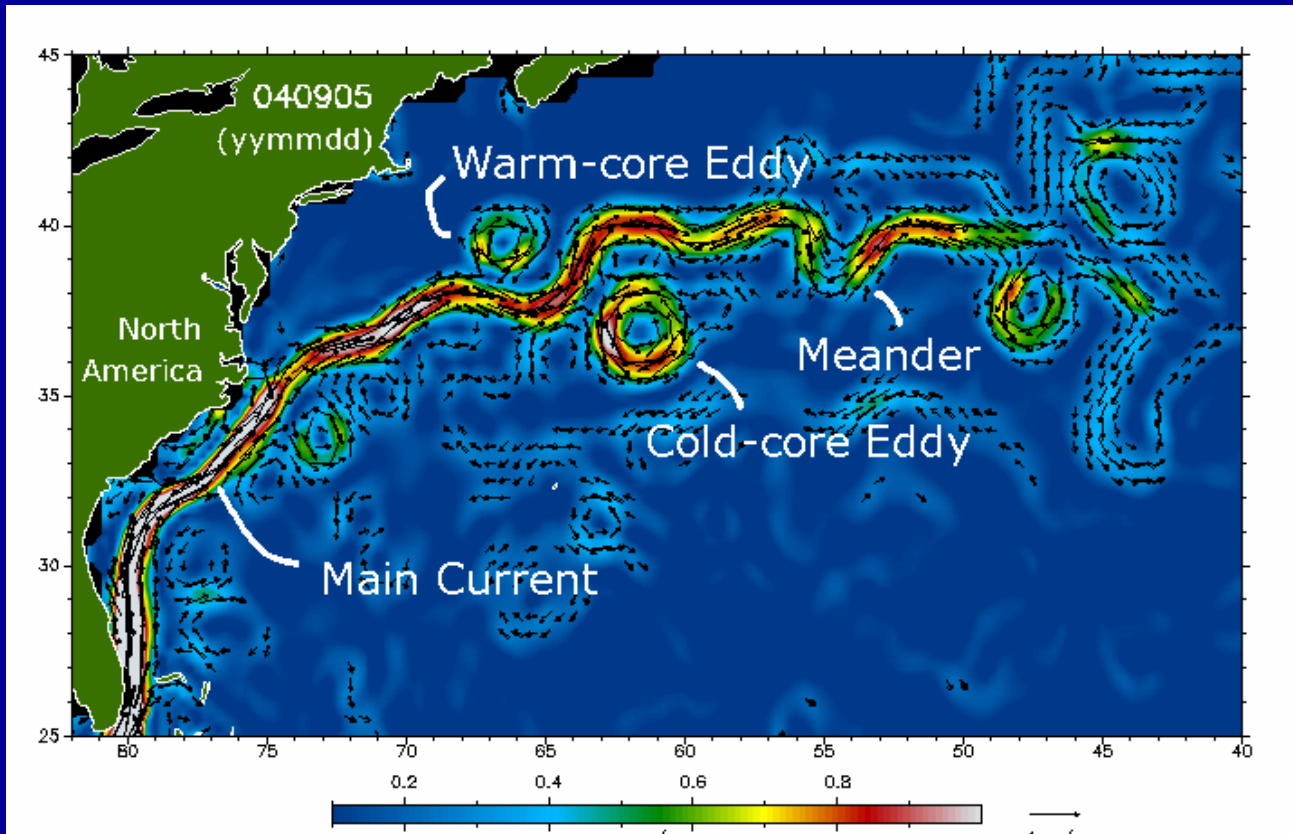 45
040905
(yymmdd)
Warm-core Eddy
40
North
America
Meander
35
Cold-core Eddy
30
Main Current
25
80 75 70 65 60 55 50 45 40
0.2 0.4 0.6 0.8